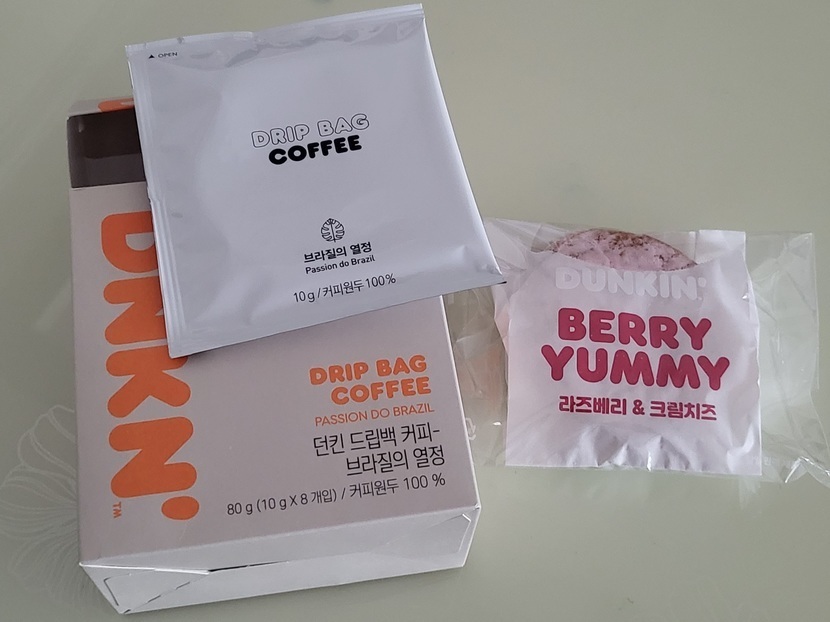 ▲ OPEN
DRIP BAG
COFFEE
브라질의 열정
Passion do Brazil
10g / 커피원두 100%
DNKN'
TM
DRIP BAG
COFFEE
PASSION DO BRAZIL
던킨 드립백 커피-
브라질의 열정
80g (10g X 8개입) / 커피원두 100 %
DUNKIN'
BERRY
YUMMY
라즈베리 & 크림치즈